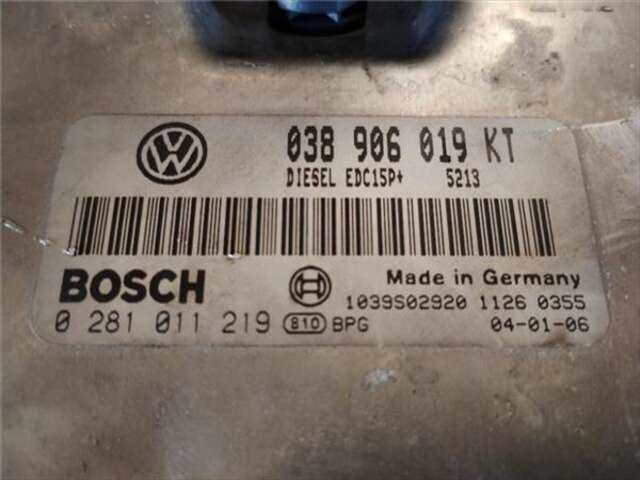 038 906 019 KT
DIESEL EDC15P+ 5213
BOSCH
Made in Germany
1039S02920 1126 0355
0 281 011 219 810 BPG 04-01-06